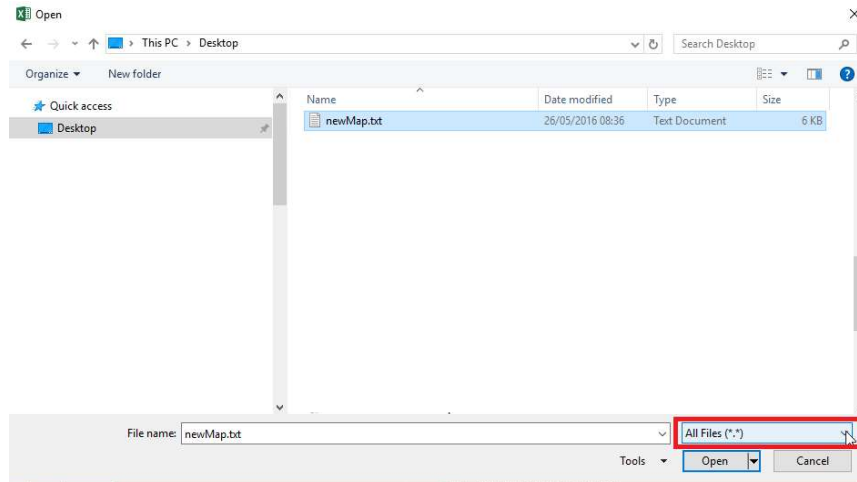 Open
This PC > Desktop
Search Desktop
Organize New folder
Quick access
Desktop
Name Date modified Type Size
newMap.txt 26/05/2016 08:36 Text Document 6 KB
File name: newMap.txt All Files (*.*)
Tools Open Cancel